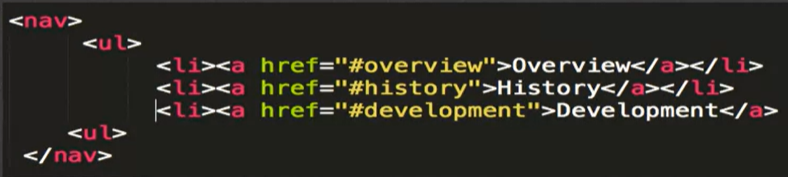 <nav>
<ul>
<li><a href="#overview">Overview</a></li>
<li><a href="#history">History</a></li>
<li><a href="#development">Development</a>
<ul>
</nav>